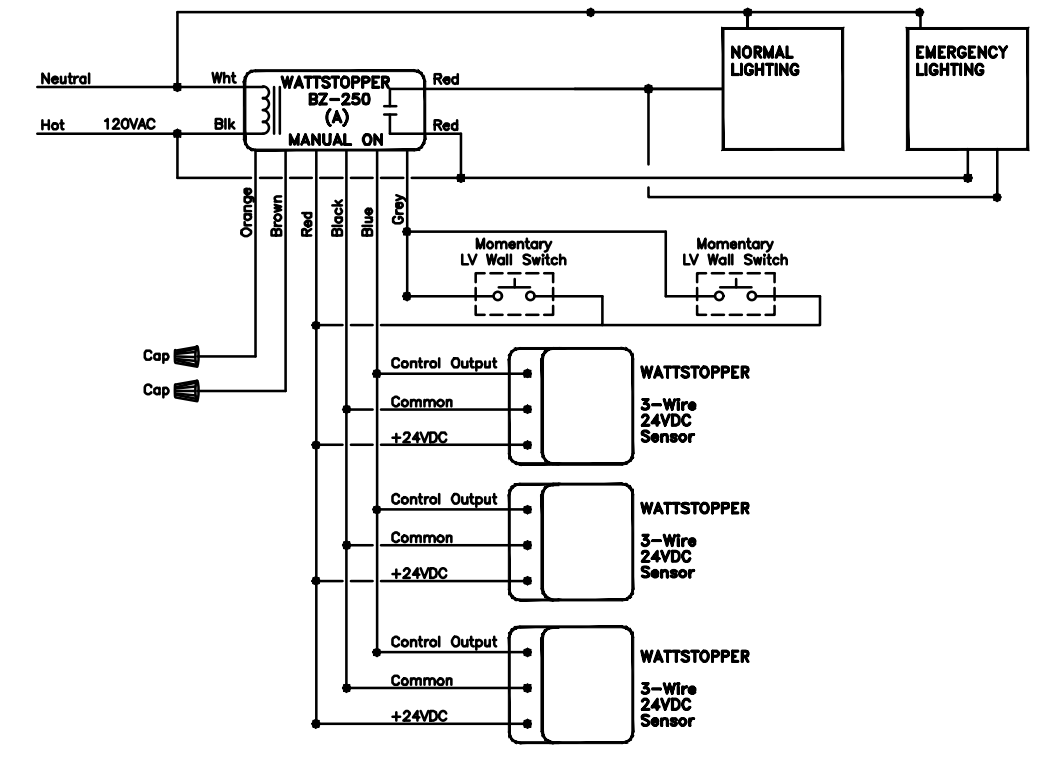 NORMAL
LIGHTING
EMERGENCY
LIGHTING
Neutral
Wht
WATTSTOPPER
BZ-250
(A)
MANUAL ON
Red
Hot
120VAC
Blk
Red
Orange
Brown
Red
Black
Blue
Grey
Momentary
LV Wall Switch
Momentary
LV Wall Switch
Cap
Cap
Control Output
Common
+24VDC
WATTSTOPPER
3-Wire
24VDC
Sensor
Control Output
Common
+24VDC
WATTSTOPPER
3-Wire
24VDC
Sensor
Control Output
Common
+24VDC
WATTSTOPPER
3-Wire
24VDC
Sensor